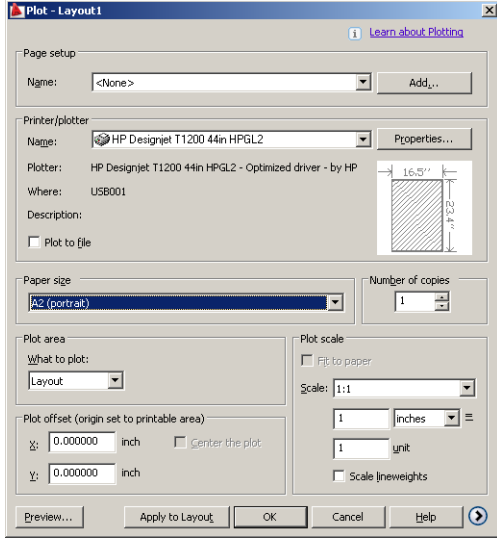 Plot - Layout1
Learn about Plotting
Page setup
Name: <None> Add...
Printer/plotter
Name: HP Designjet T1200 44in HPGL2 Properties...
Plotter: HP Designjet T1200 44in HPGL2 - Optimized driver - by HP
Where: USB001
Description:
Plot to file
16.5''
23.4''
Paper size
A2 (portrait)
Number of copies
1
Plot area
What to plot:
Layout
Plot offset (origin set to printable area)
X: 0.000000 inch Center the plot
Y: 0.000000 inch
Plot scale
Fit to paper
Scale: 1:1
1 inches =
1 unit
Scale lineweights
Preview... Apply to Layout OK Cancel Help